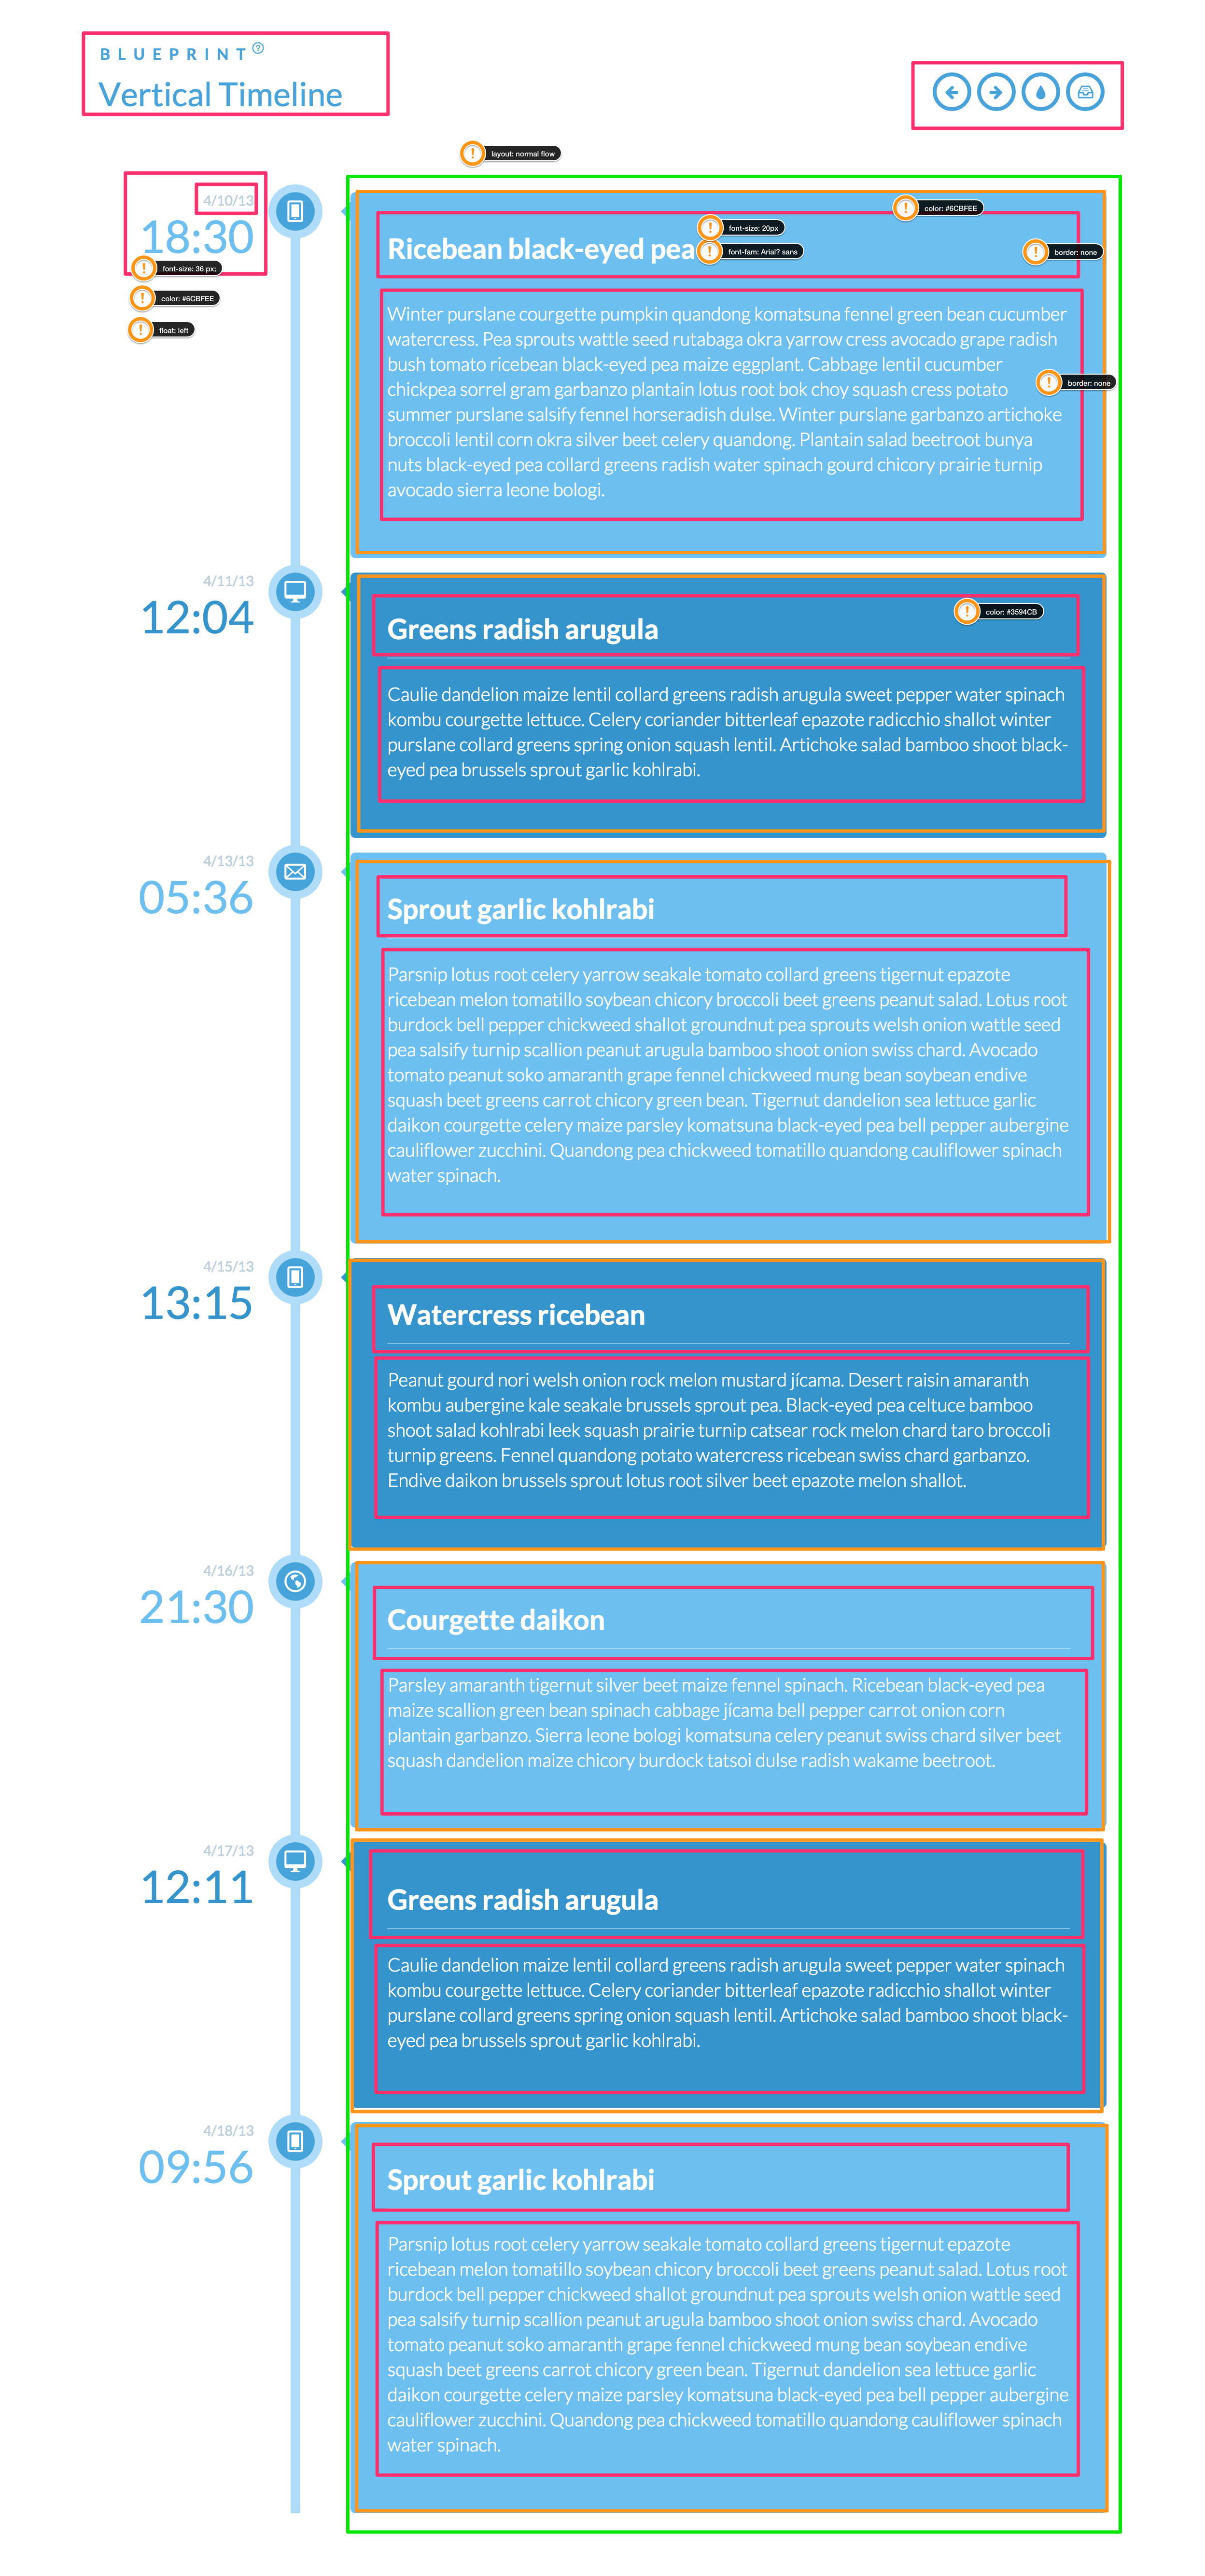 BLUEPRINT
Vertical Timeline
layout: normal flow
4/10/13
18:30
font-size: 36 px;
color: #6CBFEE
float: left
color: #6CBFEE
Ricebean black-eyed pea
font-size: 20px
font-fam: Arial? sans
border: none
Winter purslane courgette pumpkin quandong komatsuna fennel green bean cucumber
watercress. Pea sprouts wattle seed rutabaga okra yarrow cress avocado grape radish
bush tomato ricebean black-eyed pea maize eggplant. Cabbage lentil cucumber
chickpea sorrel gram garbanzo plantain lotus root bok choy squash cress potato
border: none
summer purslane salsify fennel horseradish dulse. Winter purslane garbanzo artichoke
broccoli lentil corn okra silver beet celery quandong. Plantain salad beetroot bunya
nuts black-eyed pea collard greens radish water spinach gourd chicory prairie turnip
avocado sierra leone bologi.
4/11/13
12:04
color: #3594CB
Greens radish arugula
Caulie dandelion maize lentil collard greens radish arugula sweet pepper water spinach
kombu courgette lettuce. Celery coriander bitterleaf epazote radicchio shallot winter
purslane collard greens spring onion squash lentil. Artichoke salad bamboo shoot black-
eyed pea brussels sprout garlic kohlrabi.
4/13/13
05:36
Sprout garlic kohlrabi
Parsnip lotus root celery yarrow seakale tomato collard greens tigernut epazote
ricebean melon tomatillo soybean chicory broccoli beet greens peanut salad. Lotus root
burdock bell pepper chickweed shallot groundnut pea sprouts welsh onion wattle seed
pea salsify turnip scallion peanut arugula bamboo shoot onion swiss chard. Avocado
tomato peanut soko amaranth grape fennel chickweed mung bean soybean endive
squash beet greens carrot chicory green bean. Tigernut dandelion sea lettuce garlic
daikon courgette celery maize parsley komatsuna black-eyed pea bell pepper aubergine
cauliflower zucchini. Quandong pea chickweed tomatillo quandong cauliflower spinach
water spinach.
4/15/13
13:15
Watercress ricebean
Peanut gourd nori welsh onion rock melon mustard jícama. Desert raisin amaranth
kombu aubergine kale seakale brussels sprout pea. Black-eyed pea celtuce bamboo
shoot salad kohlrabi leek squash prairie turnip catsear rock melon chard taro broccoli
turnip greens. Fennel quandong potato watercress ricebean swiss chard garbanzo.
Endive daikon brussels sprout lotus root silver beet epazote melon shallot.
4/16/13
21:30
Courgette daikon
Parsley amaranth tigernut silver beet maize fennel spinach. Ricebean black-eyed pea
maize scallion green bean spinach cabbage jícama bell pepper carrot onion corn
plantain garbanzo. Sierra leone bologi komatsuna celery peanut swiss chard silver beet
squash dandelion maize chicory burdock tatsoi dulse radish wakame beetroot.
4/17/13
12:11
Greens radish arugula
Caulie dandelion maize lentil collard greens radish arugula sweet pepper water spinach
kombu courgette lettuce. Celery coriander bitterleaf epazote radicchio shallot winter
purslane collard greens spring onion squash lentil. Artichoke salad bamboo shoot black-
eyed pea brussels sprout garlic kohlrabi.
4/18/13
09:56
Sprout garlic kohlrabi
Parsnip lotus root celery yarrow seakale tomato collard greens tigernut epazote
ricebean melon tomatillo soybean chicory broccoli beet greens peanut salad. Lotus root
burdock bell pepper chickweed shallot groundnut pea sprouts welsh onion wattle seed
pea salsify turnip scallion peanut arugula bamboo shoot onion swiss chard. Avocado
tomato peanut soko amaranth grape fennel chickweed mung bean soybean endive
squash beet greens carrot chicory green bean. Tigernut dandelion sea lettuce garlic
daikon courgette celery maize parsley komatsuna black-eyed pea bell pepper aubergine
cauliflower zucchini. Quandong pea chickweed tomatillo quandong cauliflower spinach
water spinach.